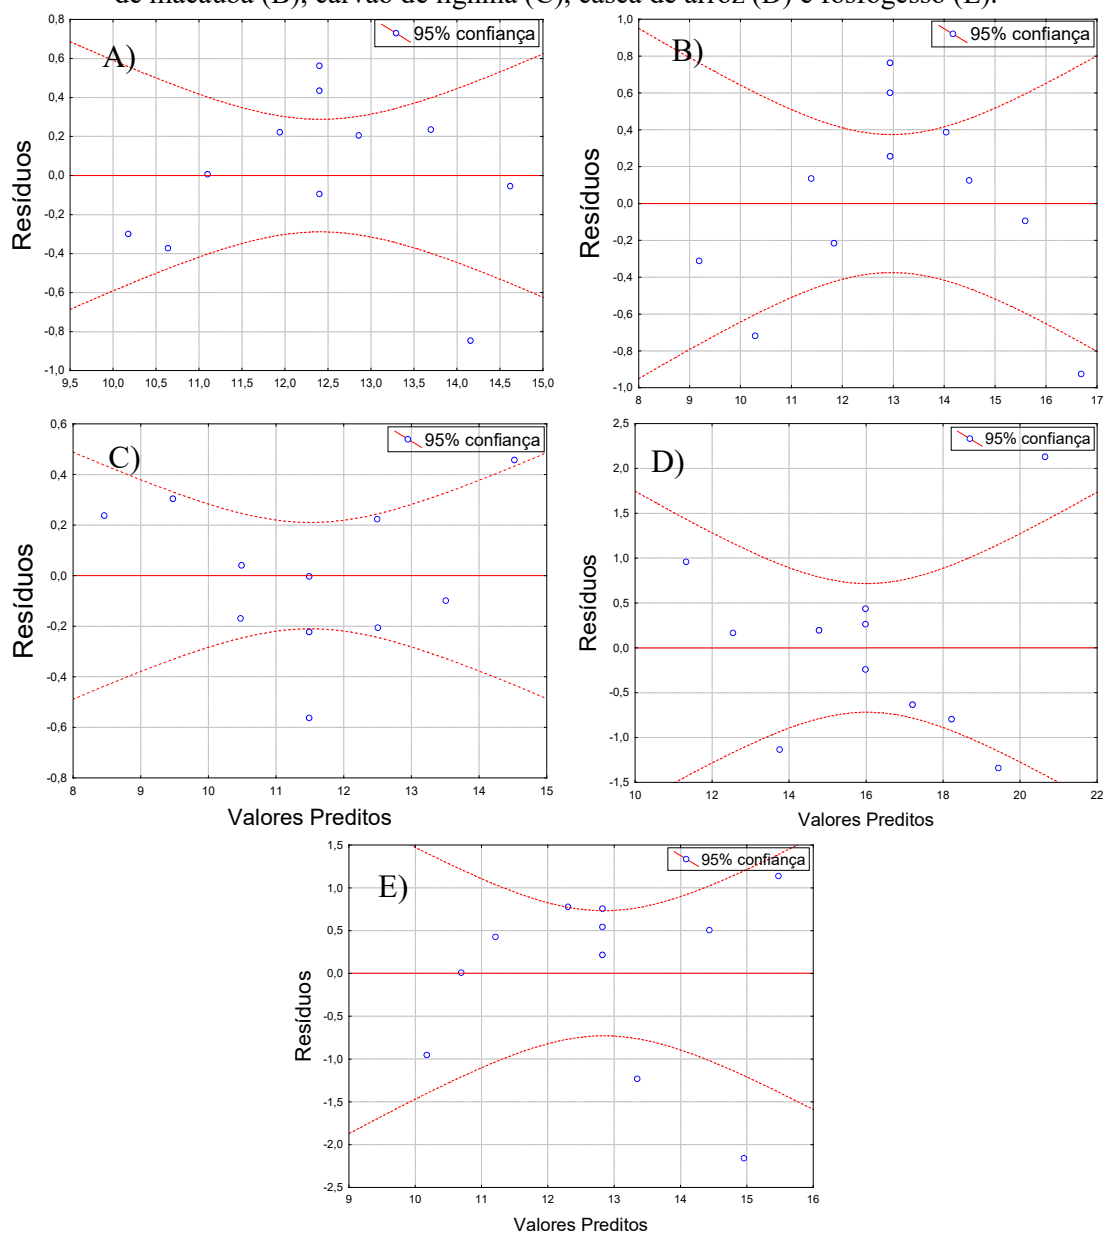 de macaúba (B), carvão de lignina (C), casca de arroz (D) e fosfogesso (E).
A)
95% confiança
0,8
0,6
0,4
0,2
0,0
-0,2
-0,4
-0,6
-0,8
-1,0
Resíduos
9,5 10,0 10,5 11,0 11,5 12,0 12,5 13,0 13,5 14,0 14,5 15,0
B)
95% confiança
1,0
0,8
0,6
0,4
0,2
0,0
-0,2
-0,4
-0,6
-0,8
-1,0
Resíduos
8 9 10 11 12 13 14 15 16 17
C)
95% confiança
0,6
0,4
0,2
0,0
-0,2
-0,4
-0,6
-0,8
Resíduos
8 9 10 11 12 13 14 15
Valores Preditos
D)
95% confiança
2,5
2,0
1,5
1,0
0,5
0,0
-0,5
-1,0
-1,5
Resíduos
10 12 14 16 18 20 22
Valores Preditos
E)
95% confiança
1,5
1,0
0,5
0,0
-0,5
-1,0
-1,5
-2,0
-2,5
Resíduos
9 10 11 12 13 14 15 16
Valores Preditos